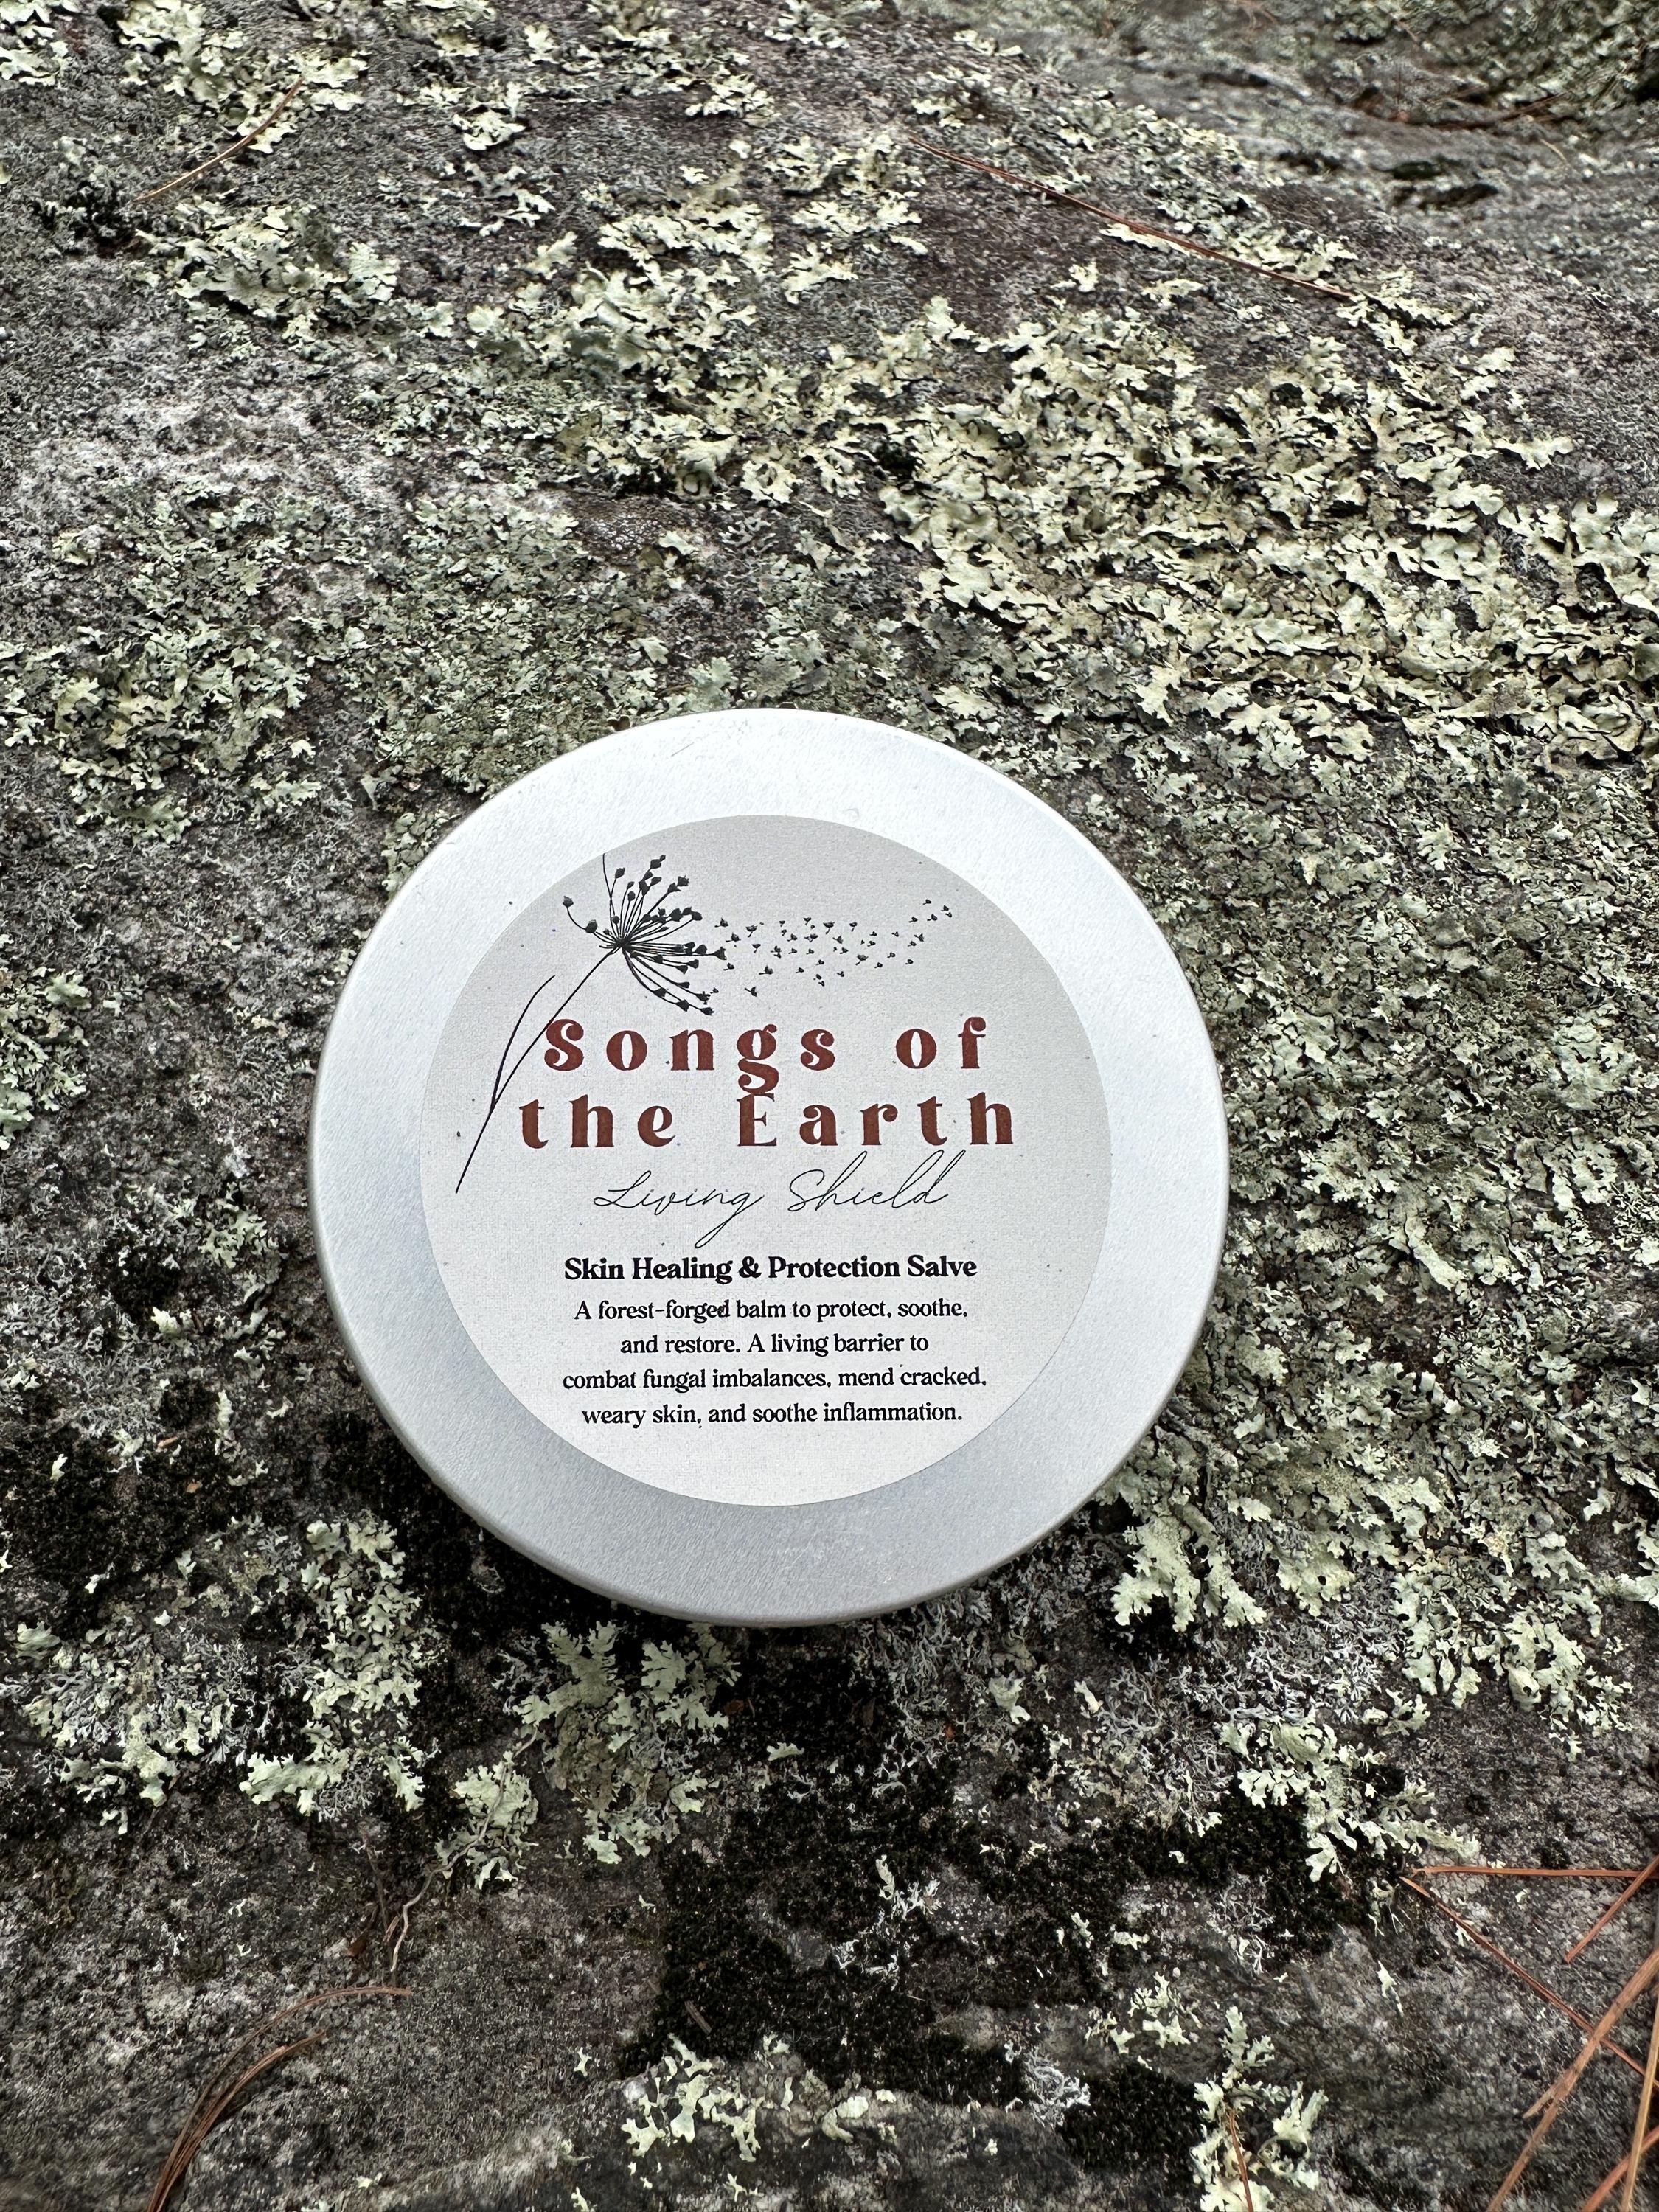 Songs of
the Earth
Living Shield
Skin Healing & Protection Salve
A forest-forged balm to protect, soothe,
and restore. A living barrier to
combat fungal imbalances, mend cracked,
weary skin, and soothe inflammation.